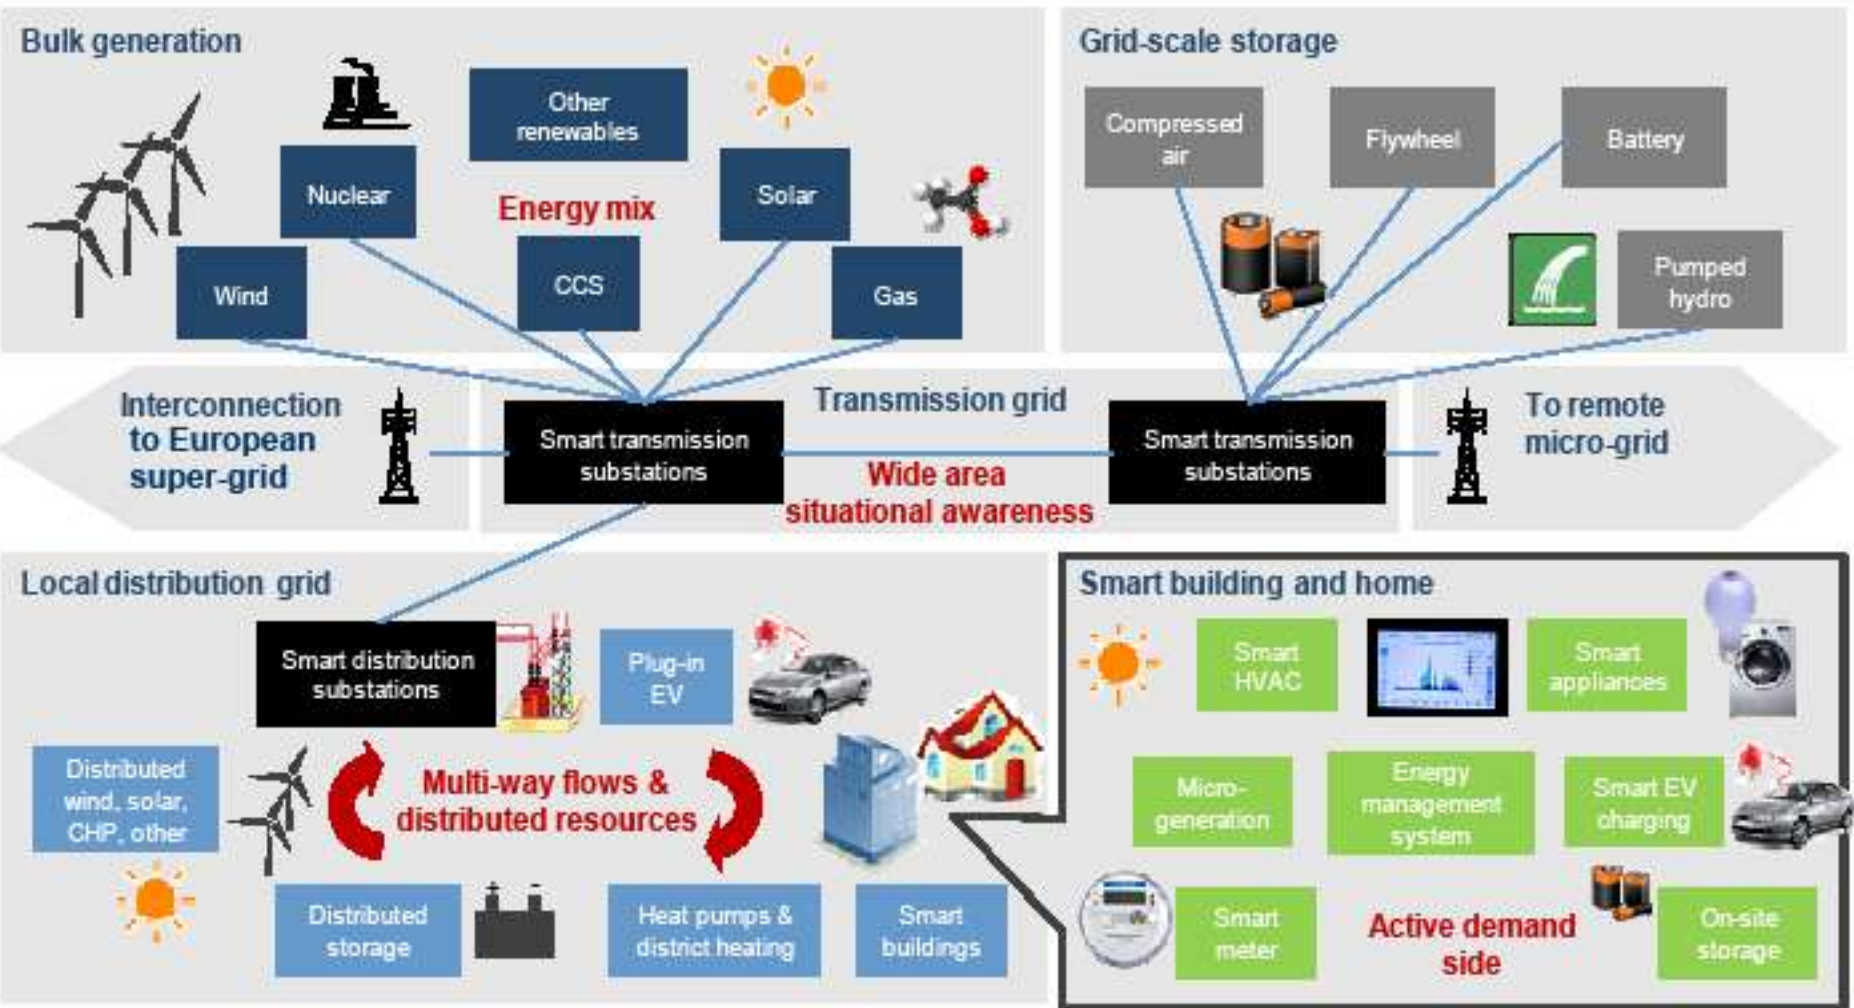 Bulk generation
Other
renewables
Nuclear
Energy mix
Solar
Wind
CCS
Gas
Grid-scale storage
Compressed
air
Flywheel
Battery
Pumped
hydro
Interconnection
to European
super-grid
Smart transmission
substations
Transmission grid
Wide area
situational awareness
Smart transmission
substations
To remote
micro-grid
Local distribution grid
Smart distribution
substations
Plug-in
EV
Distributed
wind, solar,
CHP, other
Multi-way flows &
distributed resources
Distributed
storage
Heat pumps &
district heating
Smart
buildings
Smart building and home
Smart
HVAC
Smart
appliances
Micro-
generation
Energy
management
system
Smart EV
charging
Smart
meter
Active demand
side
On-site
storage